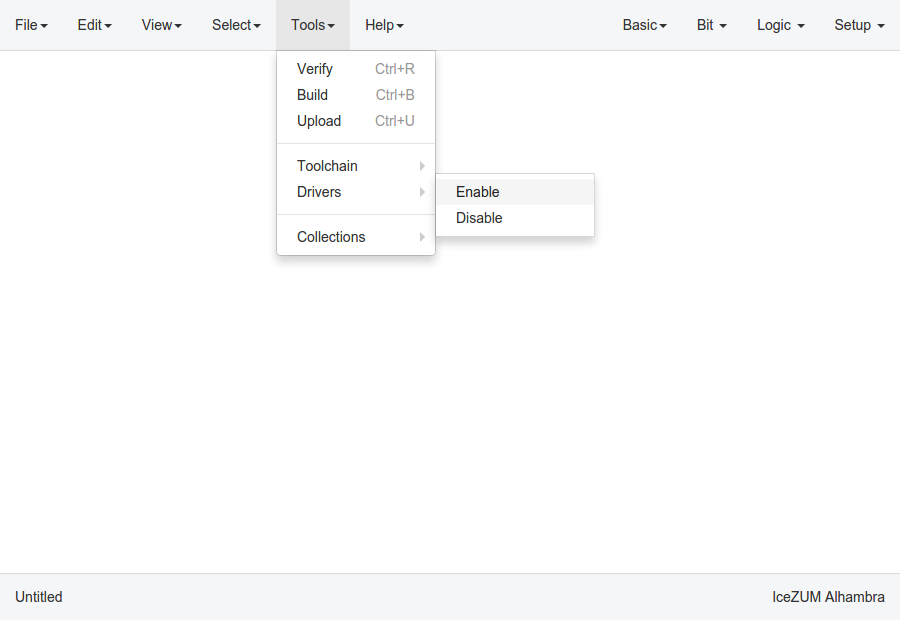 File Edit View Select Tools Help Basic Bit Logic Setup
Verify Ctrl+R
Build Ctrl+B
Upload Ctrl+U
Toolchain
Drivers Enable
Disable
Collections
Untitled IceZUM Alhambra